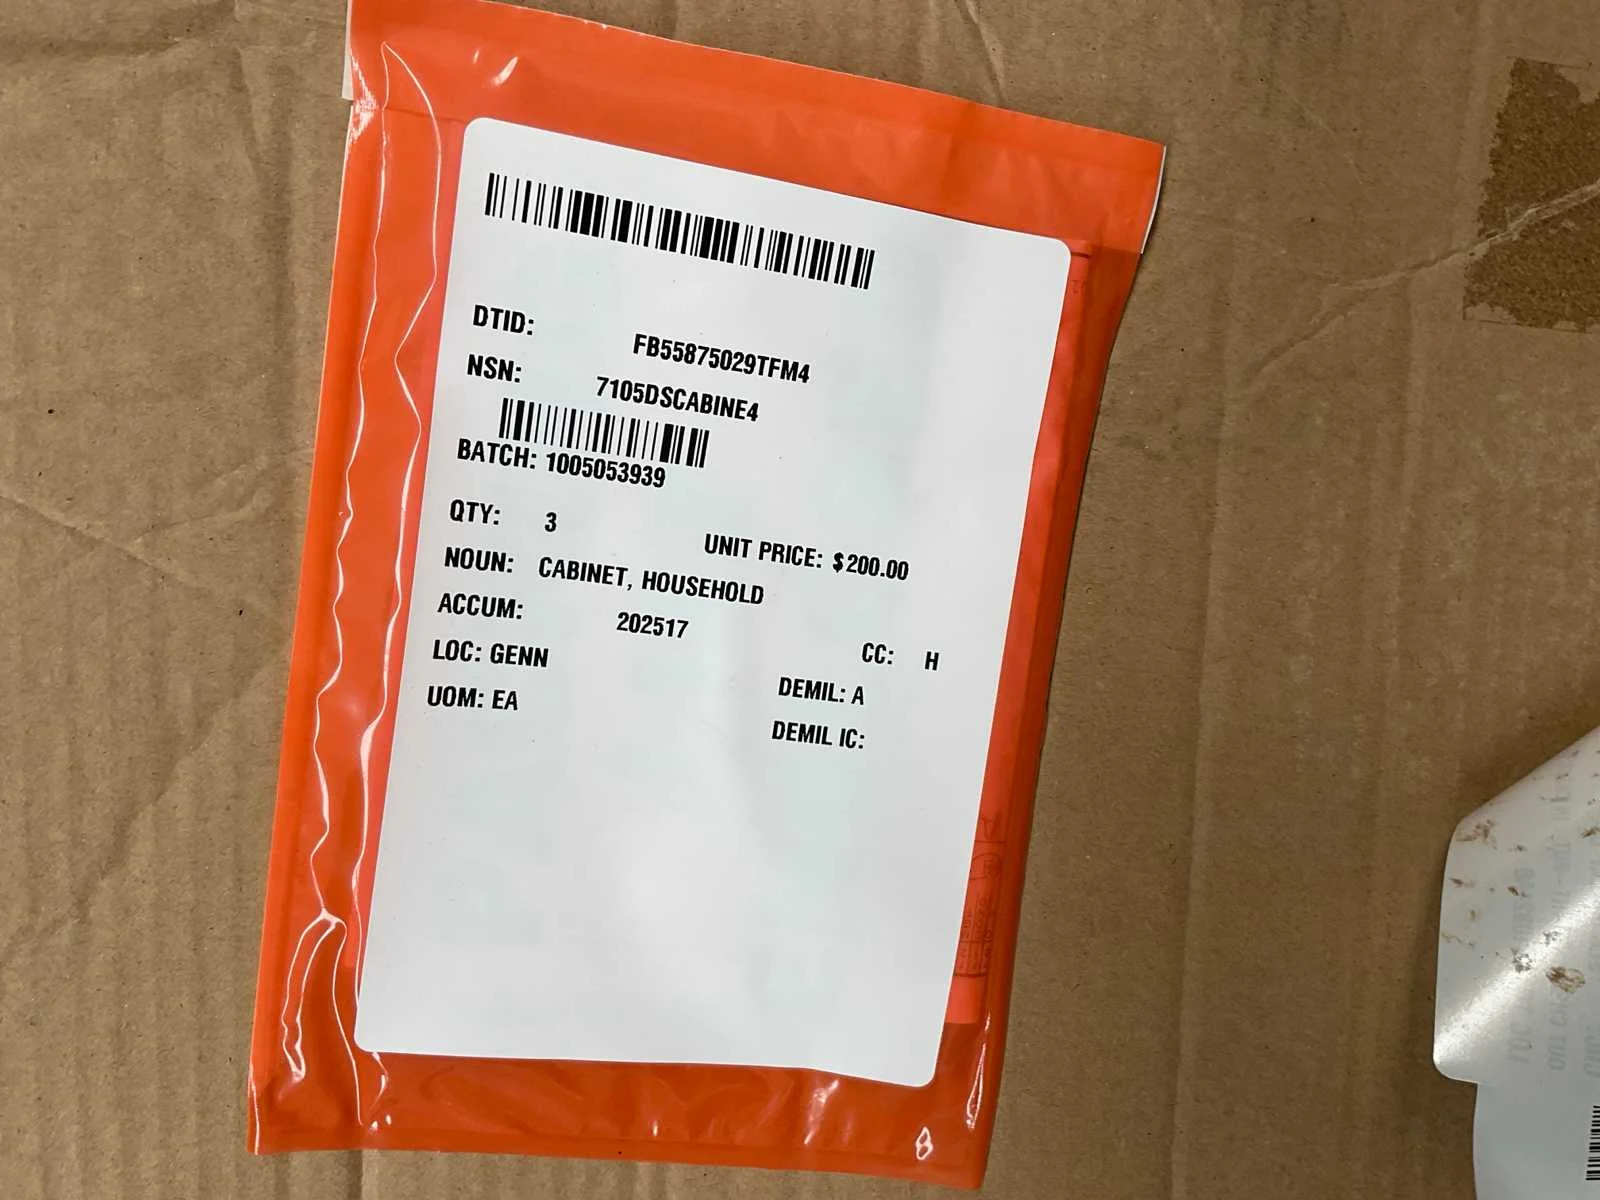 DTID: FB55875029TFM4
NSN: 7105DSCABINE4
BATCH: 1005053939
QTY: 3 UNIT PRICE: $200.00
NOUN: CABINET, HOUSEHOLD
ACCUM: 202517
LOC: GENN CC: H
UOM: EA DEMIL: A
DEMIL IC: